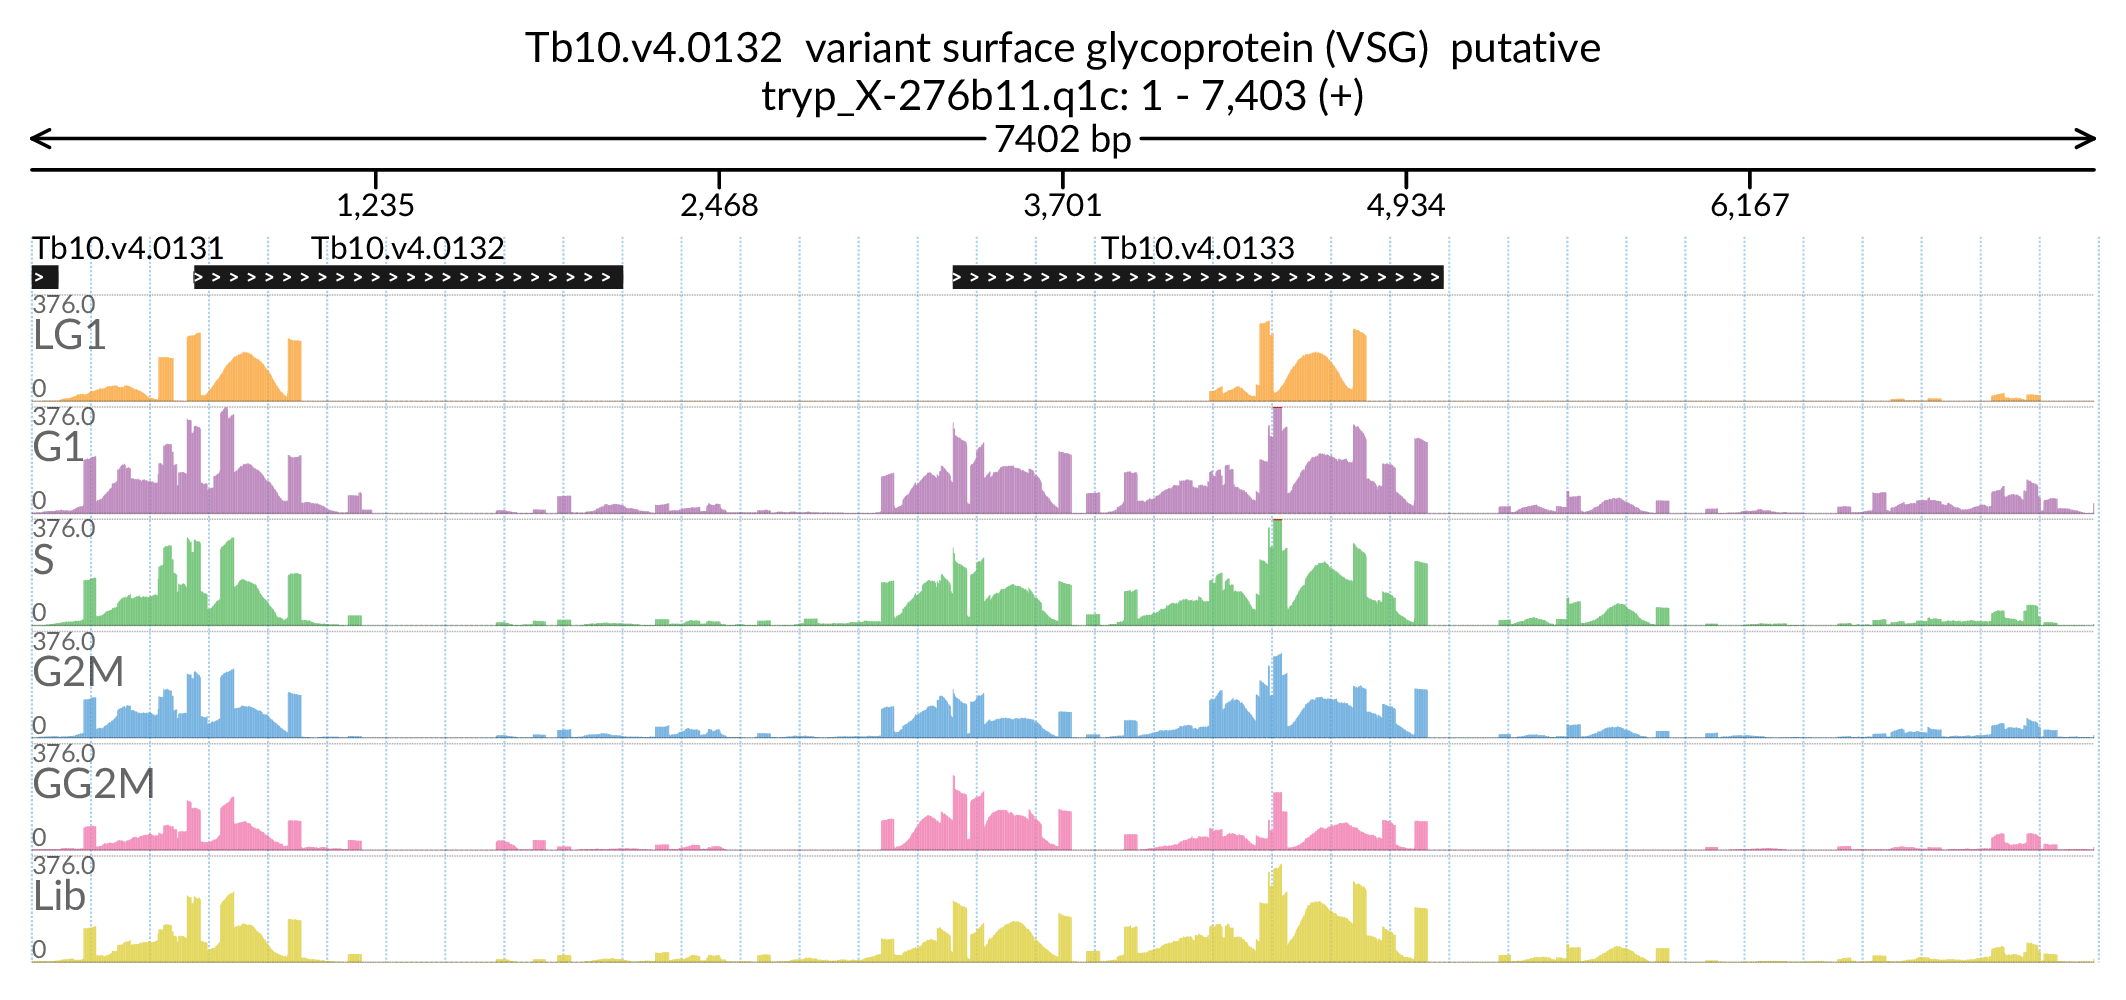 Tb10.v4.0132 variant surface glycoprotein (VSG) putative
tryp_X-276b11.q1c: 1 - 7,403 (+)
7402 bp
1,235 2,468 3,701 4,934 6,167
Tb10.v4.0131 Tb10.v4.0132 Tb10.v4.0133
376.0
LG1
0
376.0
G1
0
376.0
S
0
376.0
G2M
0
376.0
GG2M
0
376.0
Lib
0